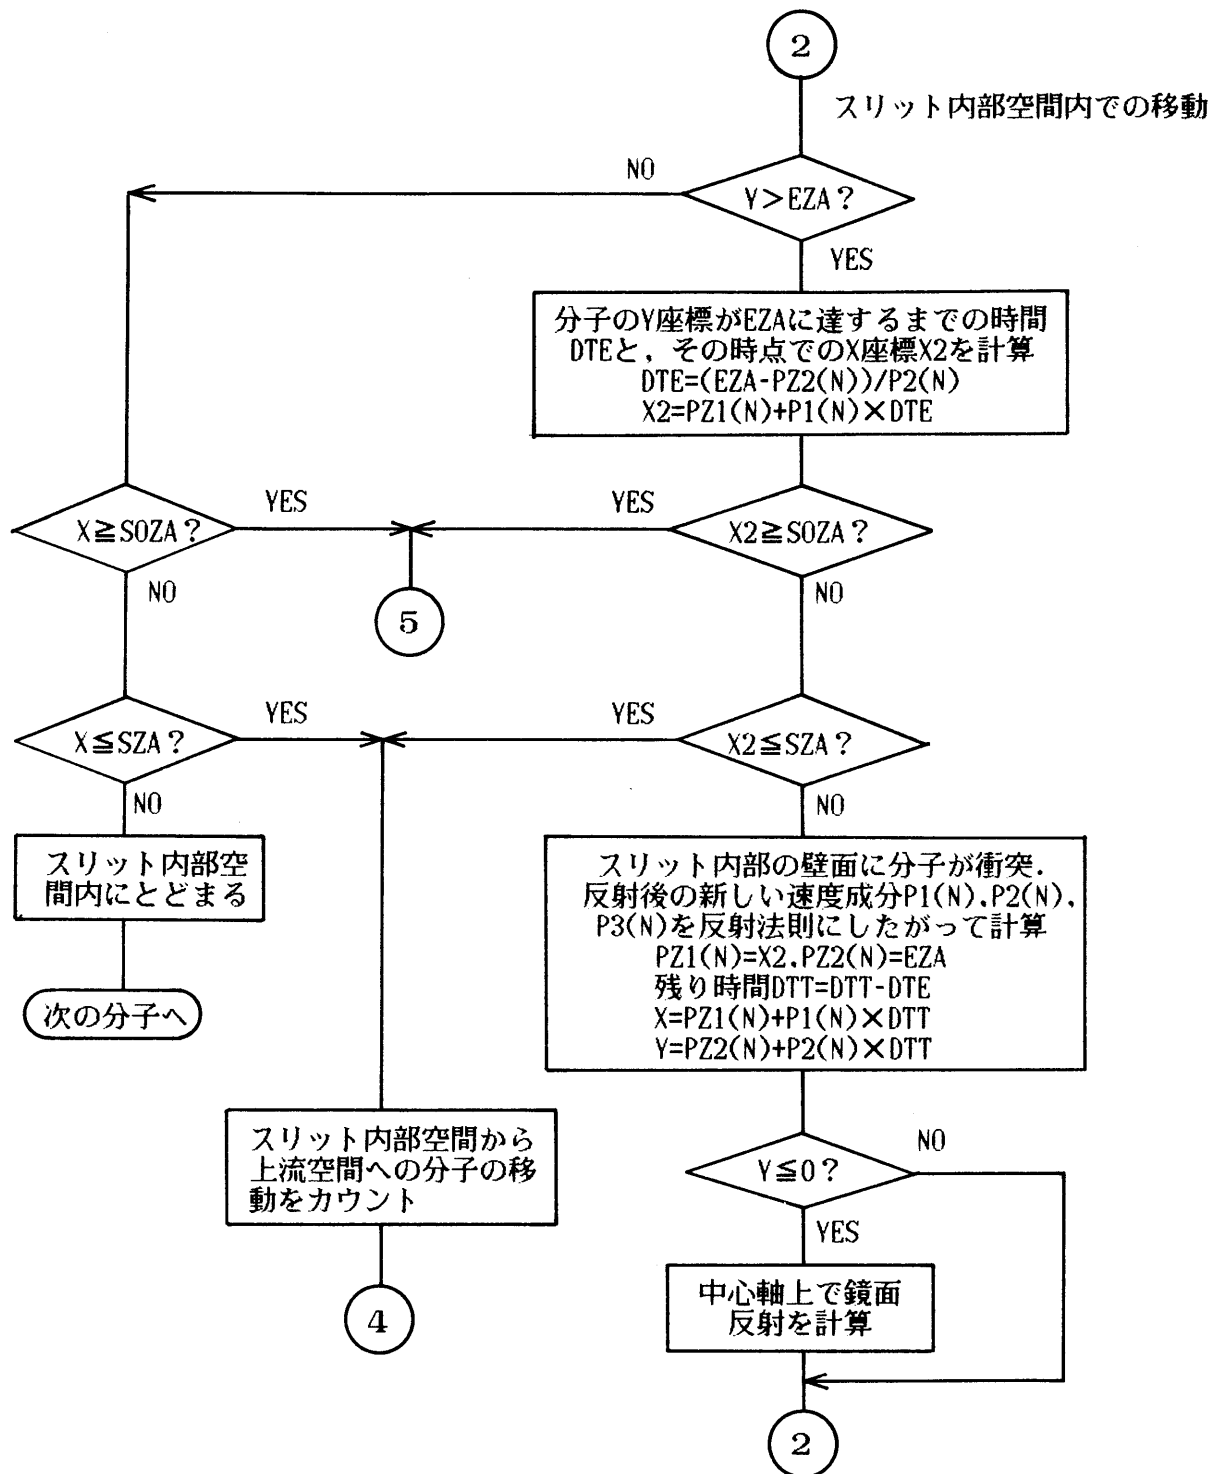 2
スリット内部空間内での移動
NO
Y>EZA?
YES
分子のY座標がEZAに達するまでの時間
DTEと,その時点でのX座標X2を計算
DTE=(EZA-PZ2(N))/P2(N)
X2=PZ1(N)+P1(N)×DTE
X≧SOZA?
YES
YES
X2≧SOZA?
NO
5
NO
X≦SZA?
YES
YES
X2≦SZA?
NO
NO
スリット内部空
間内にとどまる
次の分子へ
スリット内部の壁面に分子が衝突.
反射後の新しい速度成分P1(N).P2(N).
P3(N)を反射法則にしたがって計算
PZ1(N)=X2.PZ2(N)=EZA
残り時間DTT=DTT-DTE
X=PZ1(N)+P1(N)×DTT
Y=PZ2(N)+P2(N)×DTT
スリット内部空間から
上流空間への分子の移
動をカウント
4
Y≦0?
NO
YES
中心軸上で鏡面
反射を計算
2